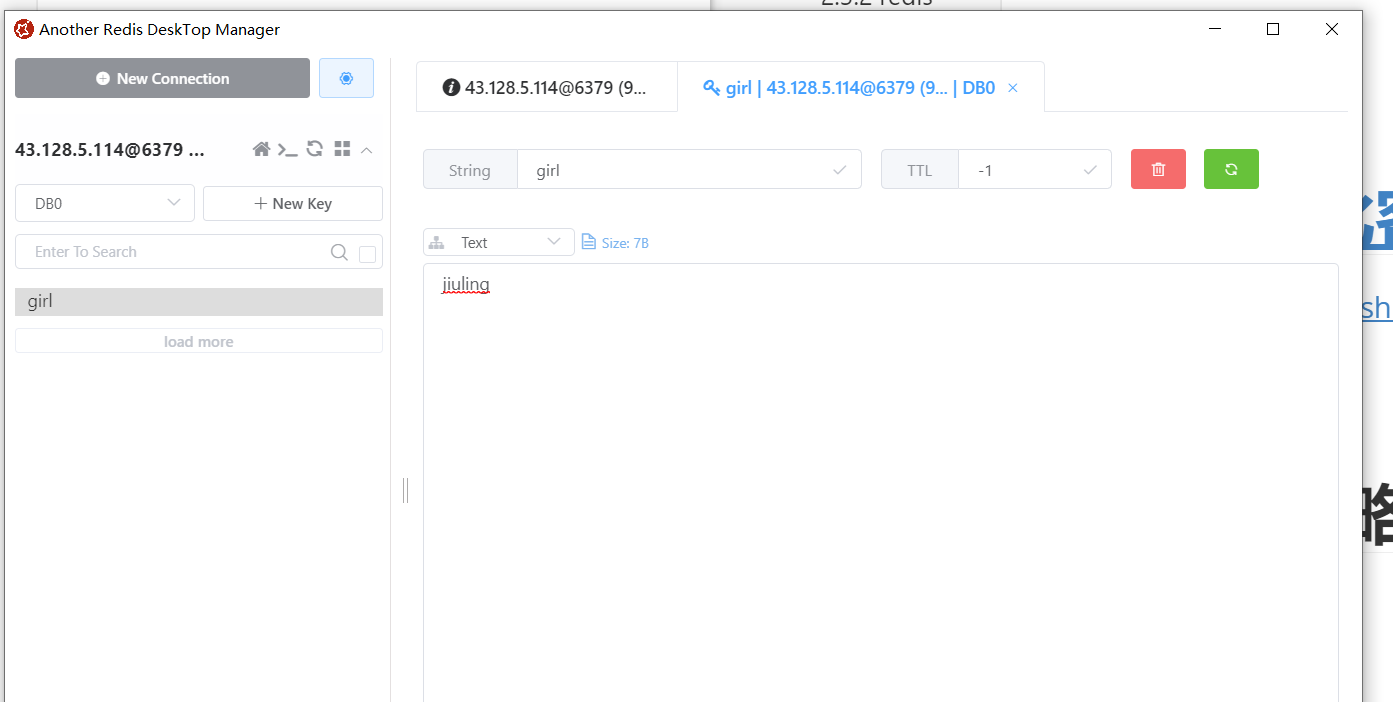 2.5.2 redis
Another Redis DeskTop Manager
New Connection
43.128.5.114@6379 (9...
girl | 43.128.5.114@6379 (9... | DB0
43.128.5.114@6379 ...
String
girl
TTL
-1
DB0
New Key
Text
Size: 7B
Enter To Search
jiuling
girl
load more
sh
略